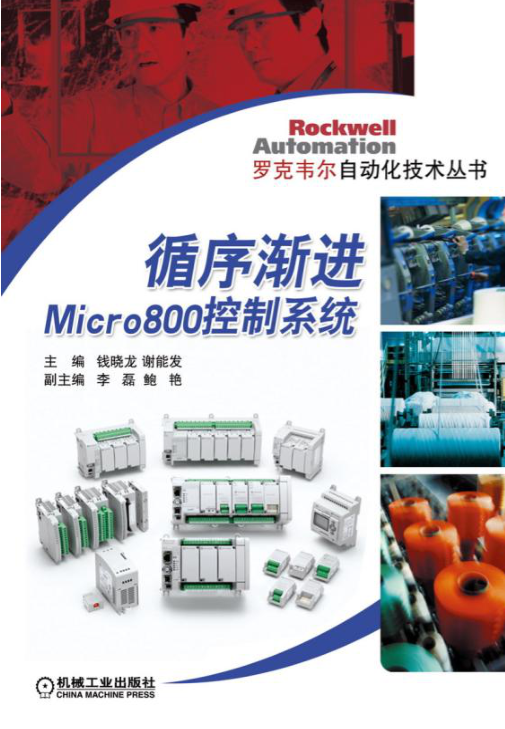 Rockwell
Automation
罗克韦尔自动化技术丛书
循序渐进
Micro800控制系统
主 编 钱晓龙 谢能发
副主编 李 磊 鲍 艳
机械工业出版社
CHINA MACHINE PRESS